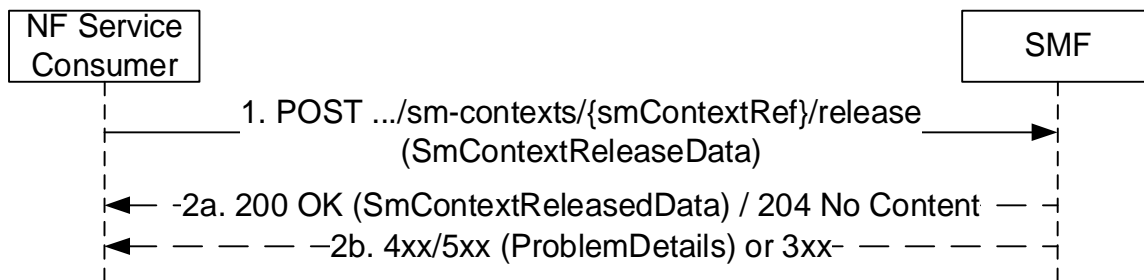 NF Service
Consumer
SMF
1. POST .../sm-contexts/{smContextRef}/release
(SmContextReleaseData)
2a. 200 OK (SmContextReleasedData) / 204 No Content
2b. 4xx/5xx (ProblemDetails) or 3xx